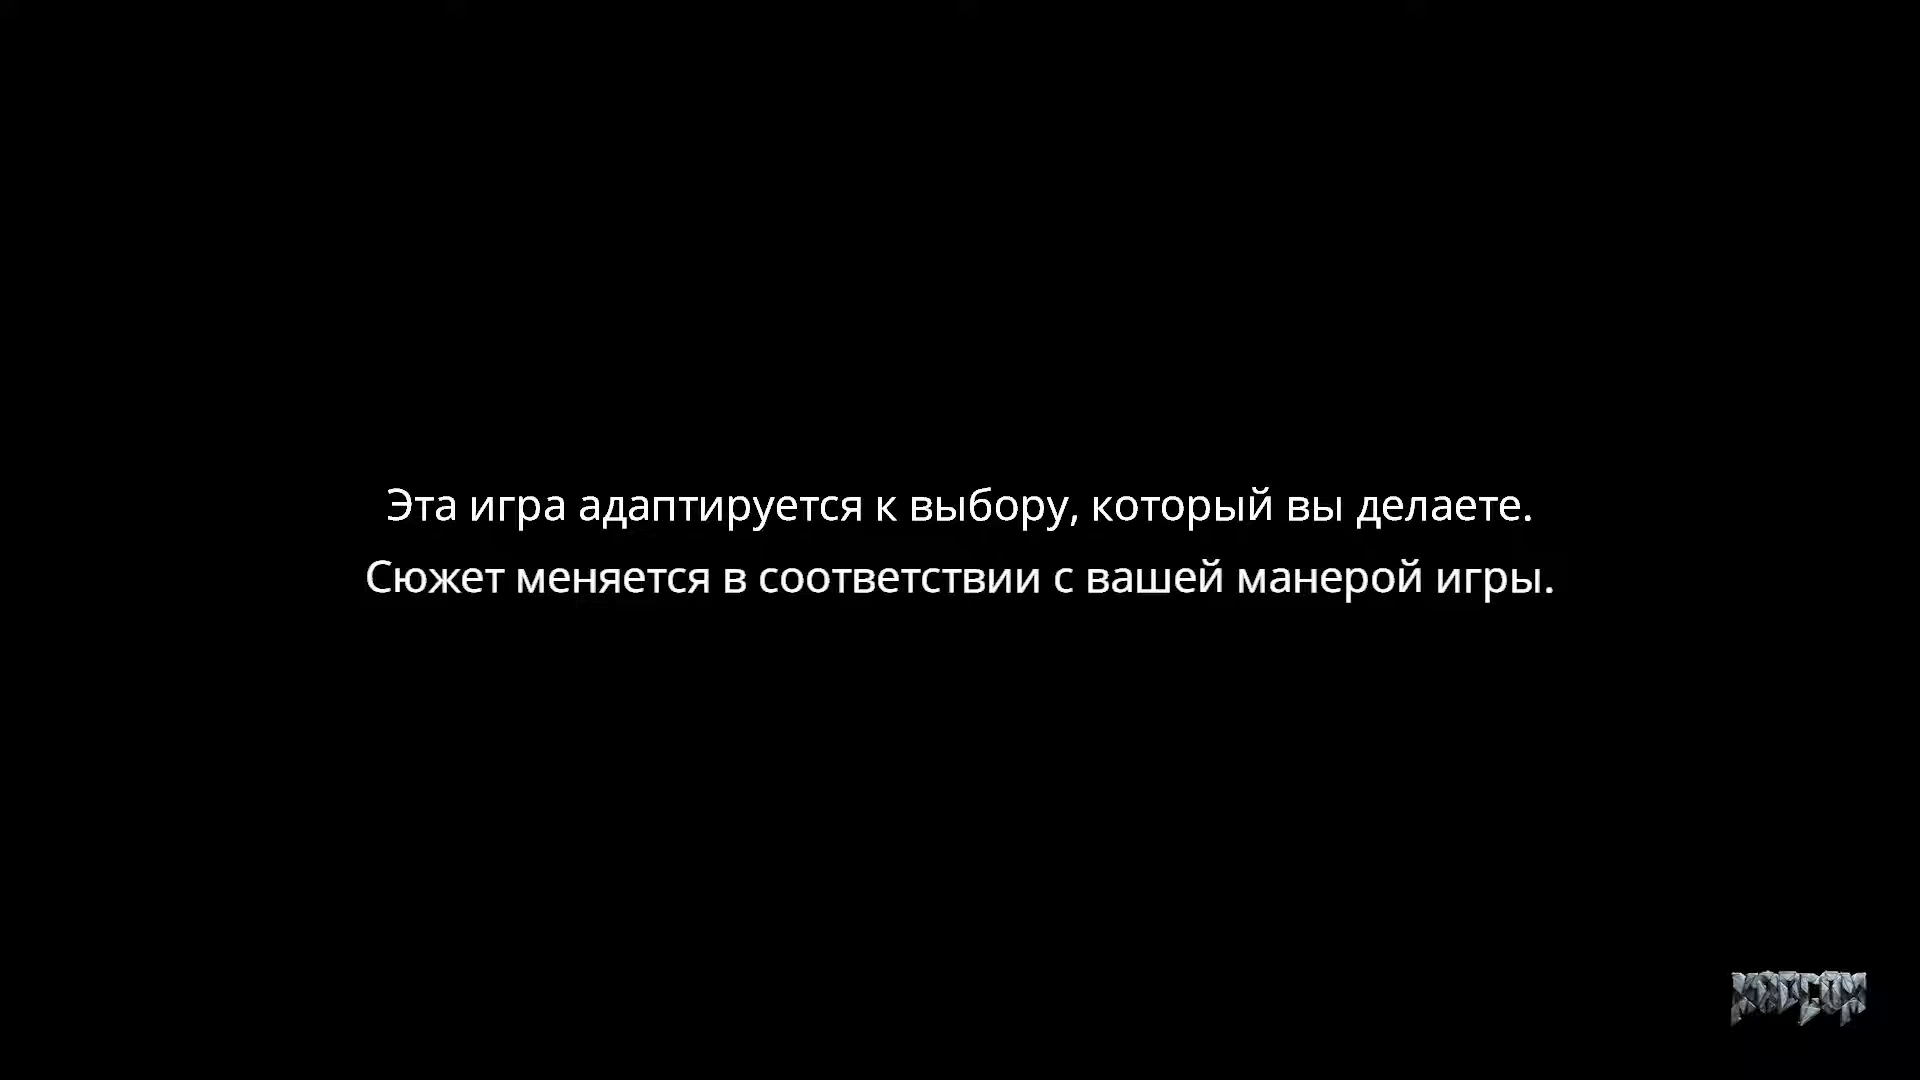 Эта игра адаптируется к выбору, который вы делаете.
Сюжет меняется в соответствии с вашей манерой игры.